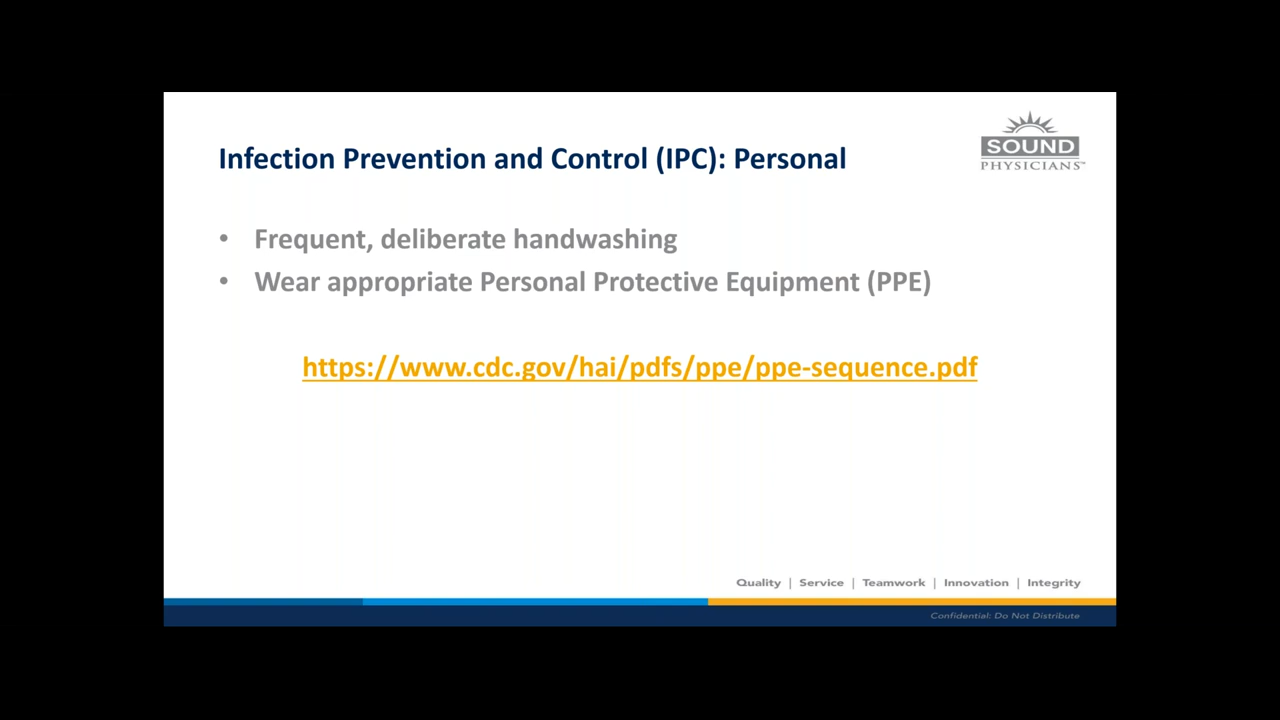 Infection Prevention and Control (IPC): Personal
SOUND
PHYSICIANS™
• Frequent, deliberate handwashing
• Wear appropriate Personal Protective Equipment (PPE)
https://www.cdc.gov/hai/pdfs/ppe/ppe-sequence.pdf
Quality | Service | Teamwork | Innovation | Integrity
Confidential: Do Not Distribute